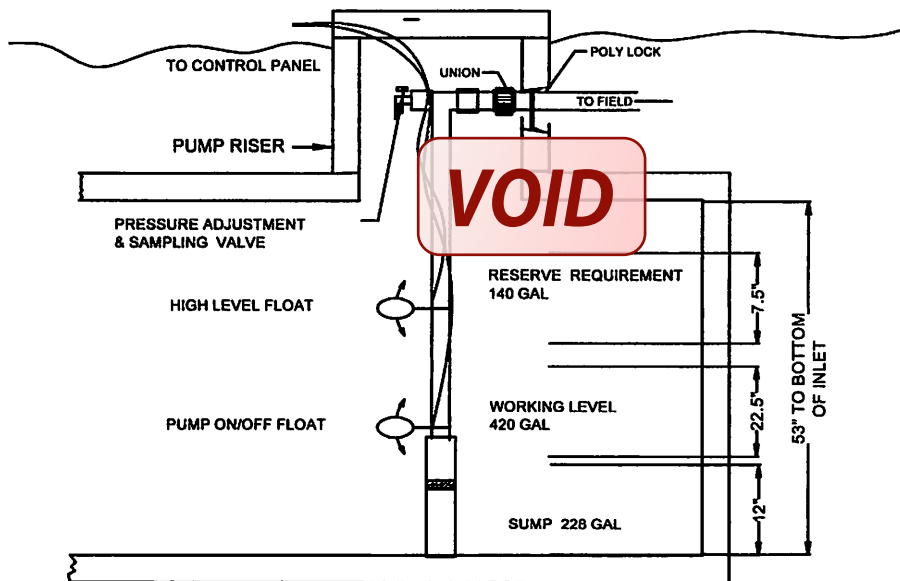 TO CONTROL PANEL
POLY LOCK
UNION
TO FIELD
PUMP RISER
VOID
PRESSURE ADJUSTMENT
& SAMPLING VALVE
RESERVE REQUIREMENT
140 GAL
7.5"
HIGH LEVEL FLOAT
53" TO BOTTOM
OF INLET
WORKING LEVEL
420 GAL
22.5"
PUMP ON/OFF FLOAT
12"
SUMP 228 GAL